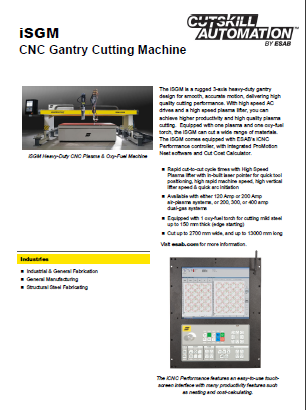 iSGM
CNC Gantry Cutting Machine
CUTSKILL
AUTOMATION™
BY ESAB
The iSGM is a rugged 3-axis heavy-duty gantry
design for smooth, accurate motion, delivering high
quality cutting performance. With high speed AC
drives and a high speed plasma lifter, you can
achieve higher productivity and high quality plasma
cutting. Equipped with one plasma and one oxy-fuel
torch, the iSGM can cut a wide range of materials.
The iSGM comes equipped with ESAB's iCNC
Performance controller, with integrated ProMotion
Nest software and Cut Cost Calculator.
iSGM Heavy-Duty CNC Plasma & Oxy-Fuel Machine
Rapid cut-to-cut cycle times with High Speed
Plasma lifter with in-built laser pointer for quick tool
positioning, high rapid machine speed, high vertical
lifter speed & quick arc initiation
Available with either 120 Amp or 200 Amp
air-plasma systems, or 200, 300, or 400 amp
dual-gas systems
Equipped with 1 oxy-fuel torch for cutting mild steel
up to 150 mm thick (edge starting)
Cut up to 2700 mm wide, and up to 13000 mm long
Visit esab.com for more information.
Industries
Industrial & General Fabrication
General Manufacturing
Structural Steel Fabricating
The iCNC Performance features an easy-to-use touch-
screen interface with many productivity features such
as nesting and cost-calculating.